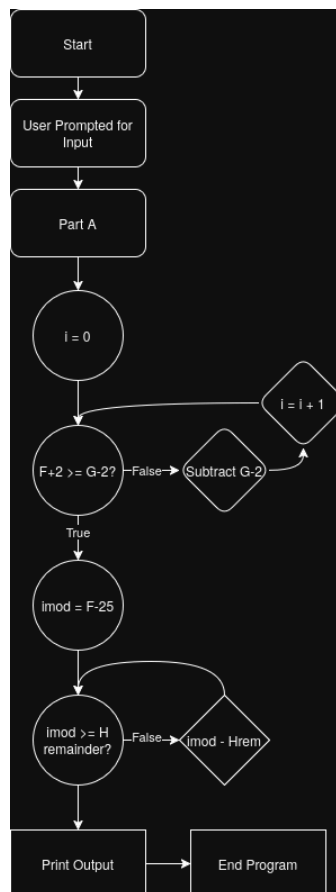 Start
User Prompted for
Input
Part A
i = 0
i = i + 1
F+2 >= G-2?
False
Subtract G-2
True
imod = F-25
imod >= H
remainder?
False
imod - Hrem
Print Output
End Program